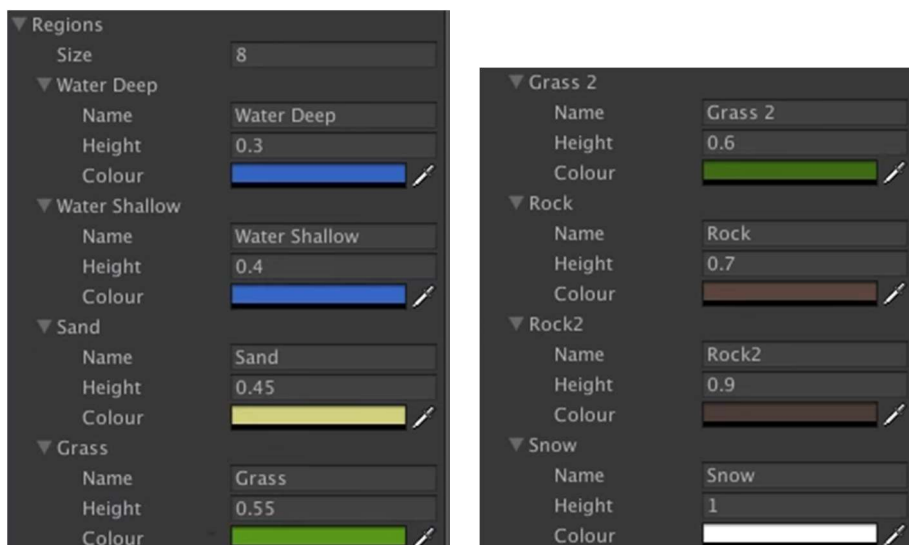 Regions
Size 8
Water Deep
Name Water Deep
Height 0.3
Colour
Water Shallow
Name Water Shallow
Height 0.4
Colour
Sand
Name Sand
Height 0.45
Colour
Grass
Name Grass
Height 0.55
Colour
Grass 2
Name Grass 2
Height 0.6
Colour
Rock
Name Rock
Height 0.7
Colour
Rock2
Name Rock2
Height 0.9
Colour
Snow
Name Snow
Height 1
Colour